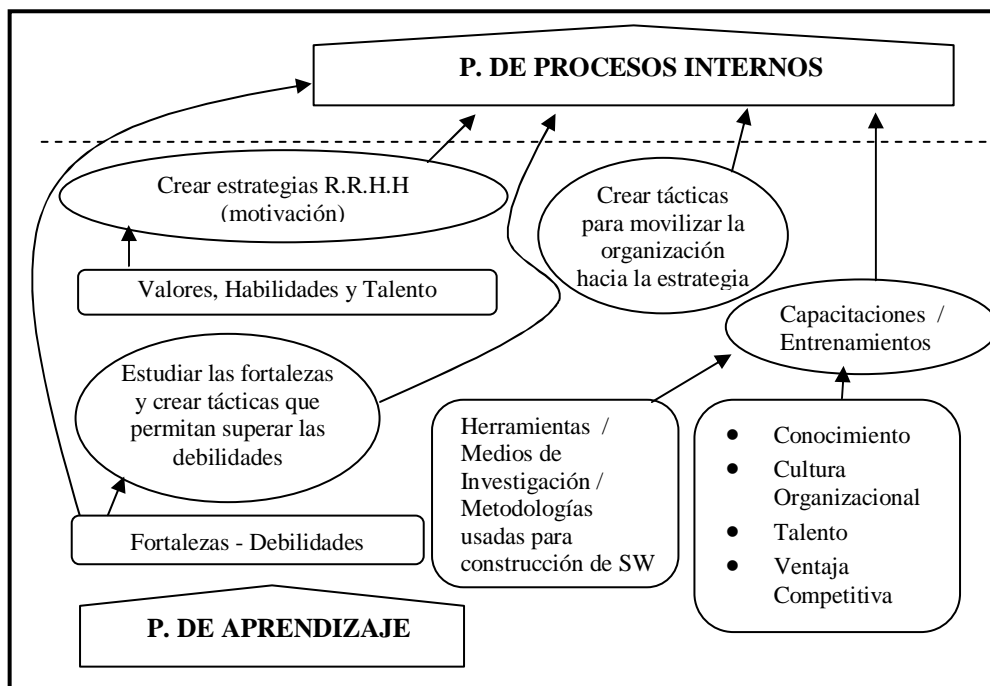 P. DE PROCESOS INTERNOS
Crear estrategias R.R.H.H
(motivación)
Crear tácticas
para movilizar la
organización
hacia la estrategia
Valores, Habilidades y Talento
Capacitaciones /
Entrenamientos
Estudiar las fortalezas
y crear tácticas que
permitan superar las
debilidades
Herramientas /
Medios de
Investigación /
Metodologías
usadas para
construcción de SW
• Conocimiento
• Cultura
Organizacional
• Talento
• Ventaja
Competitiva
Fortalezas - Debilidades
P. DE APRENDIZAJE